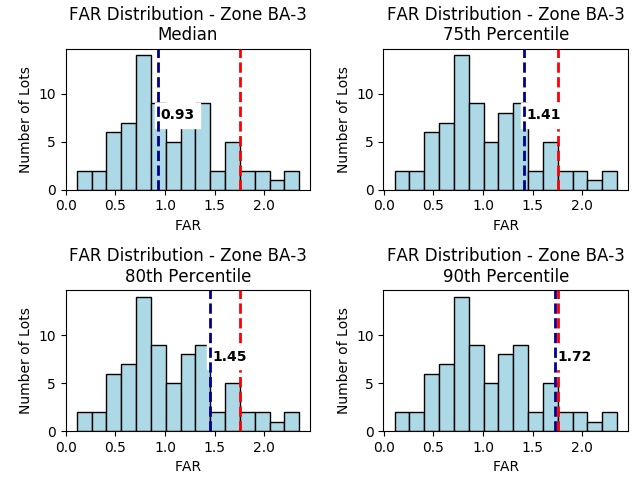 FAR Distribution - Zone BA-3
Median
Number of Lots
10
5
0
0.93
0.0 0.5 1.0 1.5 2.0
FAR
FAR Distribution - Zone BA-3
75th Percentile
Number of Lots
10
5
0
1.41
0.0 0.5 1.0 1.5 2.0
FAR
FAR Distribution - Zone BA-3
80th Percentile
Number of Lots
10
5
0
1.45
0.0 0.5 1.0 1.5 2.0
FAR
FAR Distribution - Zone BA-3
90th Percentile
Number of Lots
10
5
0
1.72
0.0 0.5 1.0 1.5 2.0
FAR